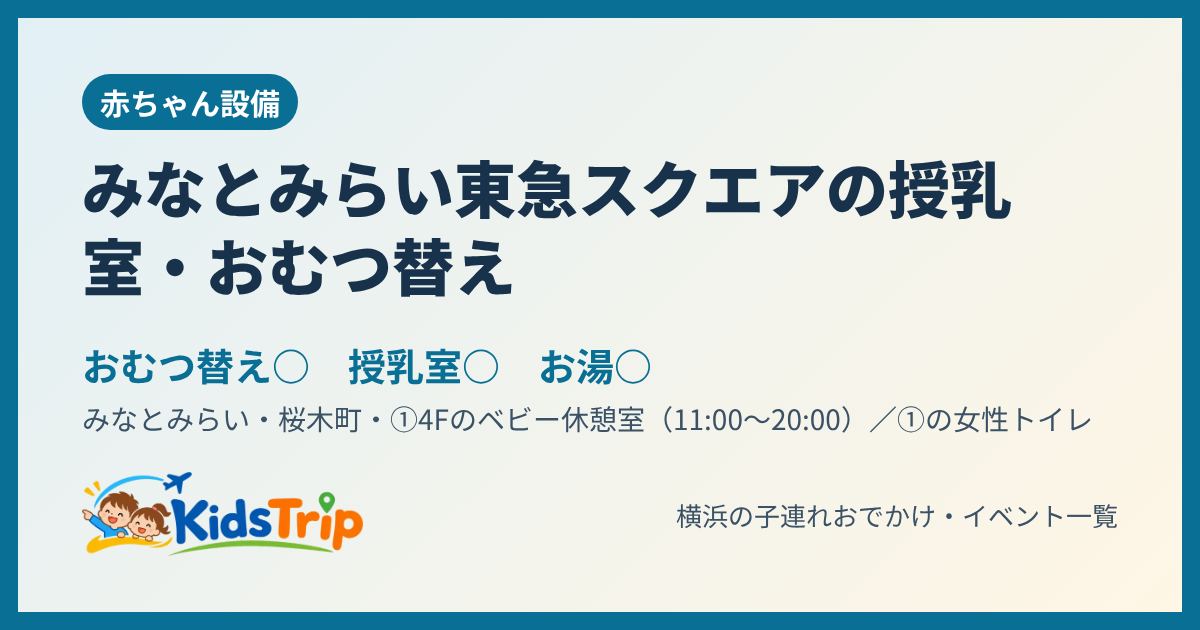 赤ちゃん設備
みなとみらい東急スクエアの授乳
室・おむつ替え
おむつ替え○　授乳室○　お湯○
みなとみらい・桜木町・①4Fのベビー休憩室（11:00〜20:00）／①の女性トイレ
KidsTrip
横浜の子連れおでかけ・イベント一覧